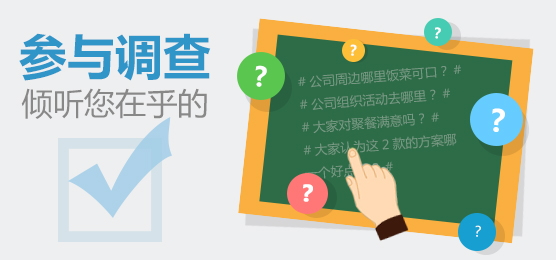 参与调查
倾听您在乎的
# 公司周边哪里饭菜可口？ #
# 公司组织活动去哪里？ #
# 大家对聚餐满意吗？ #
# 大家认为这 2 款的方案哪
一个好点 #
?
?
?
?
?
?